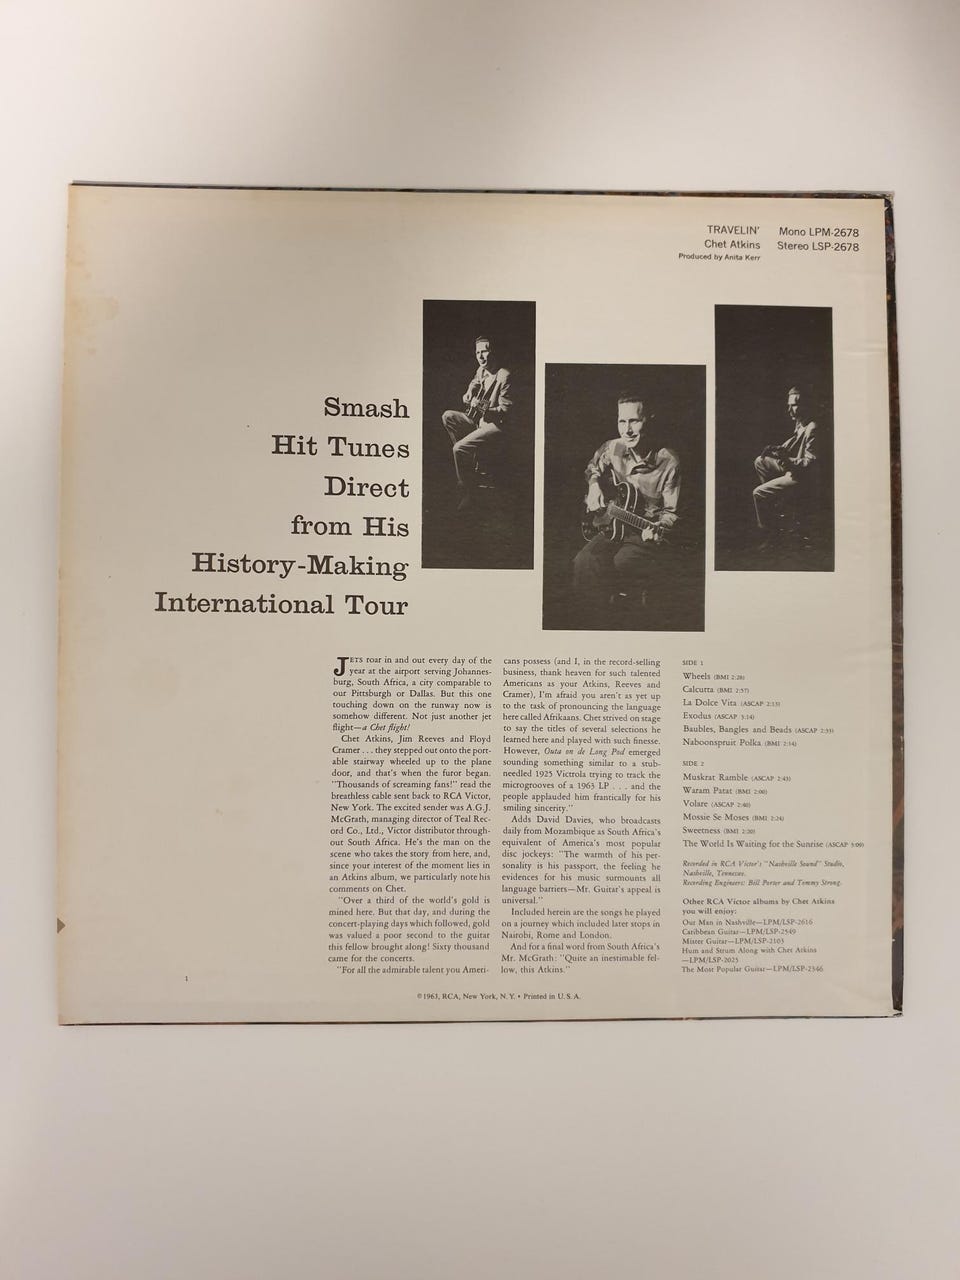 TRAVELIN' Mono LPM-2678
Chet Atkins Stereo LSP-2678
Produced by Anita Kerr
Smash
Hit Tunes
Direct
from His
History-Making
International Tour
JETS roar in and out every day of the
year at the airport serving Johannes-
burg, South Africa, a city comparable to
our Pittsburgh or Dallas. But this one
touching down on the runway now is
somehow different. Not just another jet
flight—a Chet flight!
Chet Atkins, Jim Reeves and Floyd
Cramer . . . they stepped out onto the port-
able stairway wheeled up to the plane
door, and that's when the furor began.
"Thousands of screaming fans!" read the
breathless cable sent back to RCA Victor,
New York. The excited sender was A.G.J.
McGrath, managing director of Teal Rec-
ord Co., Ltd., Victor distributor through-
out South Africa. He's the man on the
scene who takes the story from here, and,
since your interest of the moment lies in
an Atkins album, we particularly note his
comments on Chet.
"Over a third of the world's gold is
mined here. But that day, and during the
concert-playing days which followed, gold
was valued a poor second to the guitar
this fellow brought along! Sixty thousand
came for the concerts.
"For all the admirable talent you Ameri-
cans possess (and I, in the record-selling
business, thank heaven for such talented
Americans as your Atkins, Reeves and
Cramer), I'm afraid you aren't as yet up
to the task of pronouncing the language
here called Afrikaans. Chet strived on stage
to say the titles of several selections he
learned here and played with such finesse.
However, Outa on de Long Pod emerged
sounding something similar to a stub-
needled 1925 Victrola trying to track the
microgrooves of a 1963 LP . . . and the
people applauded him frantically for his
smiling sincerity."
Adds David Davies, who broadcasts
daily from Mozambique as South Africa's
equivalent of America's most popular
disc jockeys: "The warmth of his per-
sonality is his passport, the feeling he
evidences for his music surmounts all
language barriers—Mr. Guitar's appeal is
universal."
Included herein are the songs he played
on a journey which included later stops in
Nairobi, Rome and London.
And for a final word from South Africa's
Mr. McGrath: "Quite an inestimable fel-
low, this Atkins."
SIDE 1
Wheels (BMI 2:28)
Calcutta (BMI 2:57)
La Dolce Vita (ASCAP 2:13)
Exodus (ASCAP 3:14)
Baubles, Bangles and Beads (ASCAP 2:33)
Naboonspruit Polka (BMI 2:14)
SIDE 2
Muskrat Ramble (ASCAP 2:43)
Waram Patat (BMI 2:00)
Volare (ASCAP 2:40)
Mossie Se Moses (BMI 2:24)
Sweetness (BMI 2:20)
The World Is Waiting for the Sunrise (ASCAP 3:09)
Recorded in RCA Victor's "Nashville Sound" Studio,
Nashville, Tennessee.
Recording Engineers: Bill Porter and Tommy Strong.
Other RCA Victor albums by Chet Atkins
you will enjoy:
Our Man in Nashville—LPM/LSP-2616
Caribbean Guitar—LPM/LSP-2549
Mister Guitar—LPM/LSP-2103
Hum and Strum Along with Chet Atkins
—LPM/LSP-2025
The Most Popular Guitar—LPM/LSP-2346
1
©1963, RCA, New York, N. Y. • Printed in U. S. A.